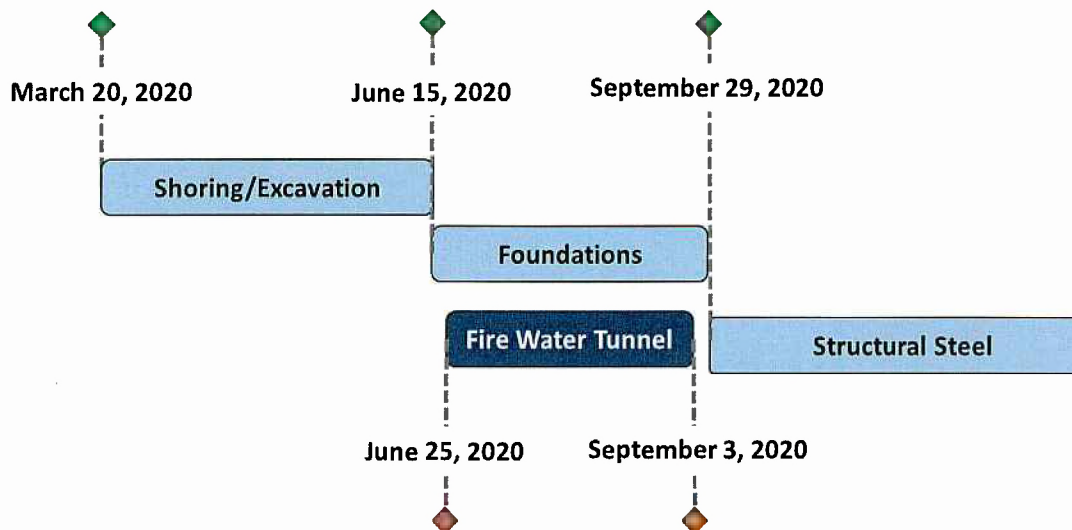 March 20, 2020
June 15, 2020
September 29, 2020
Shoring/Excavation
Foundations
Fire Water Tunnel
Structural Steel
June 25, 2020
September 3, 2020